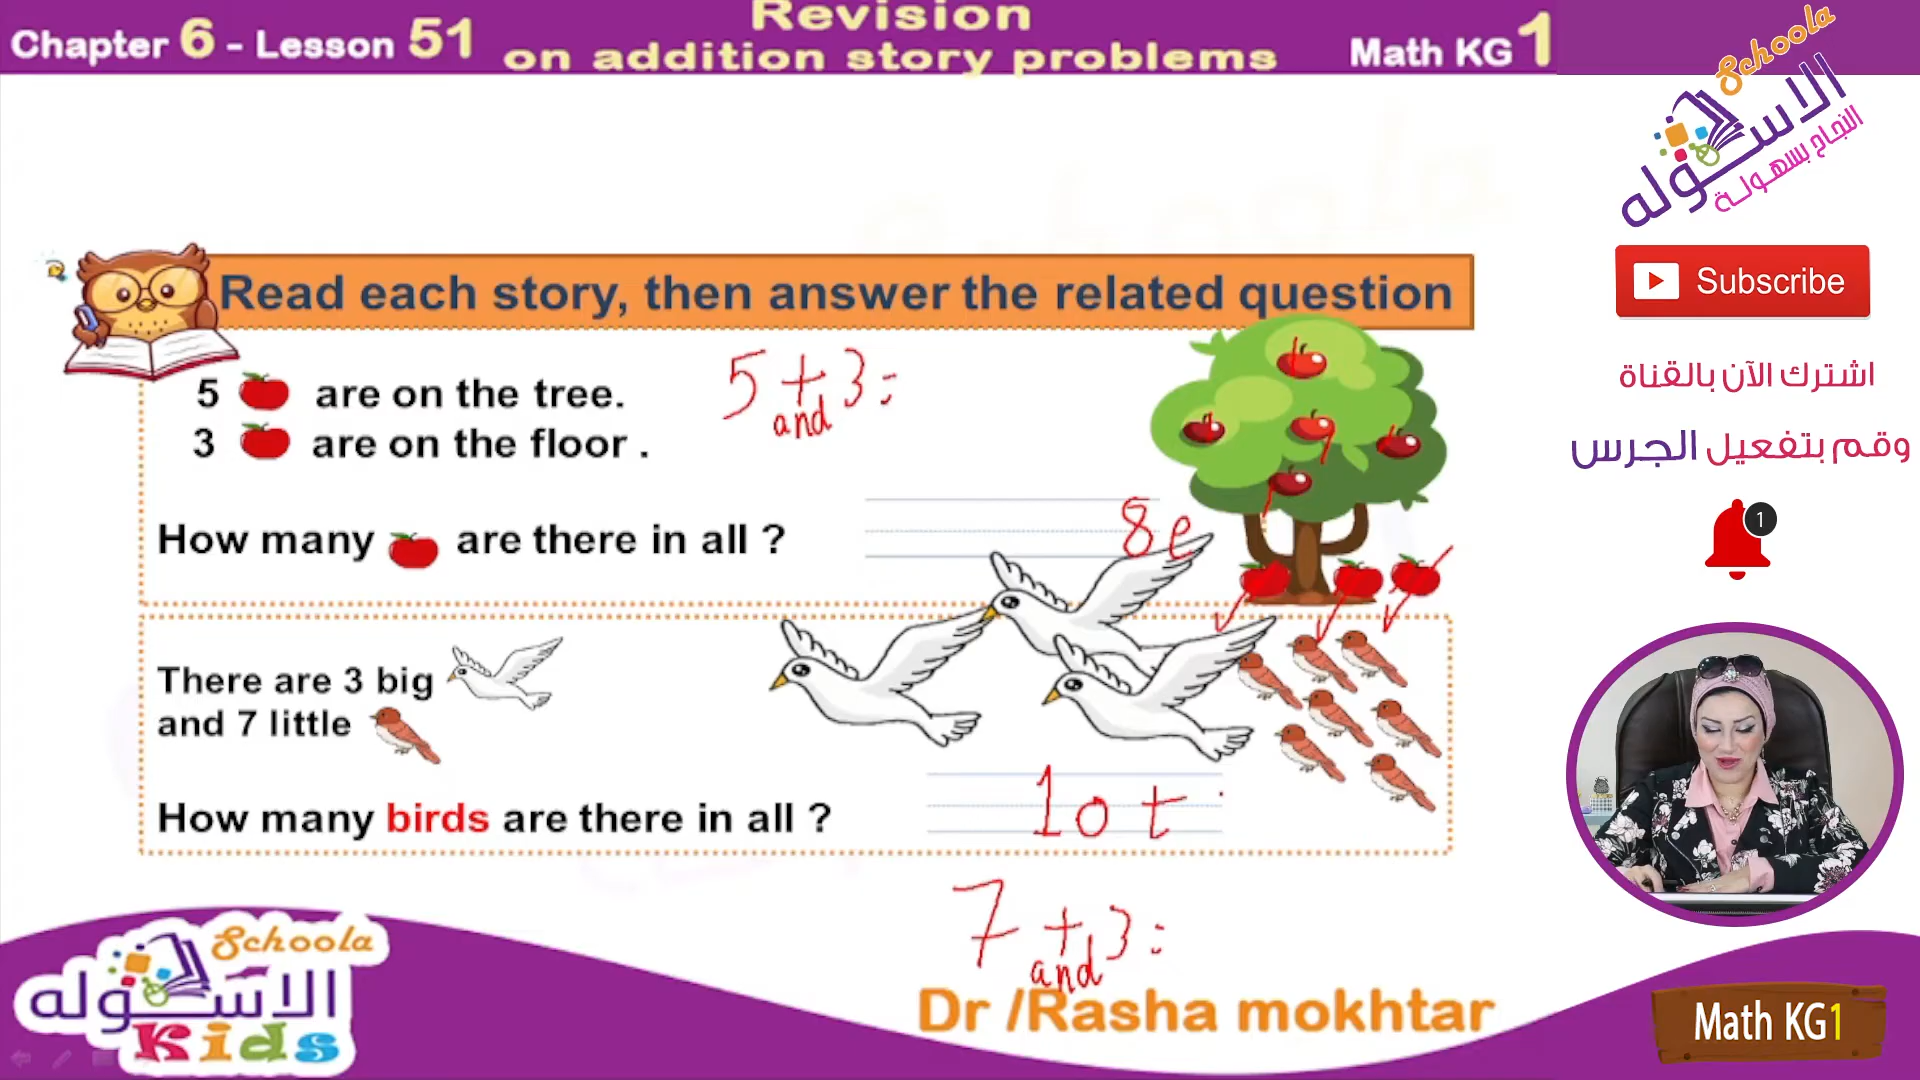 Revision
Chapter 6 - Lesson 51
on addition story problems
Math KG 1
Schoola
الاسكوله
النجاح بسهولة
Subscribe
اشترك الآن بالقناة
وقم بتفعيل الجرس
1
Read each story, then answer the related question
5 are on the tree.
5 + 3 =
and
3 are on the floor .
How many are there in all ?
8 e
There are 3 big
and 7 little
How many birds are there in all ?
10 t
7 + 3 =
and
Schoola
الاسكوله
Kids
Dr /Rasha mokhtar
Math KG1